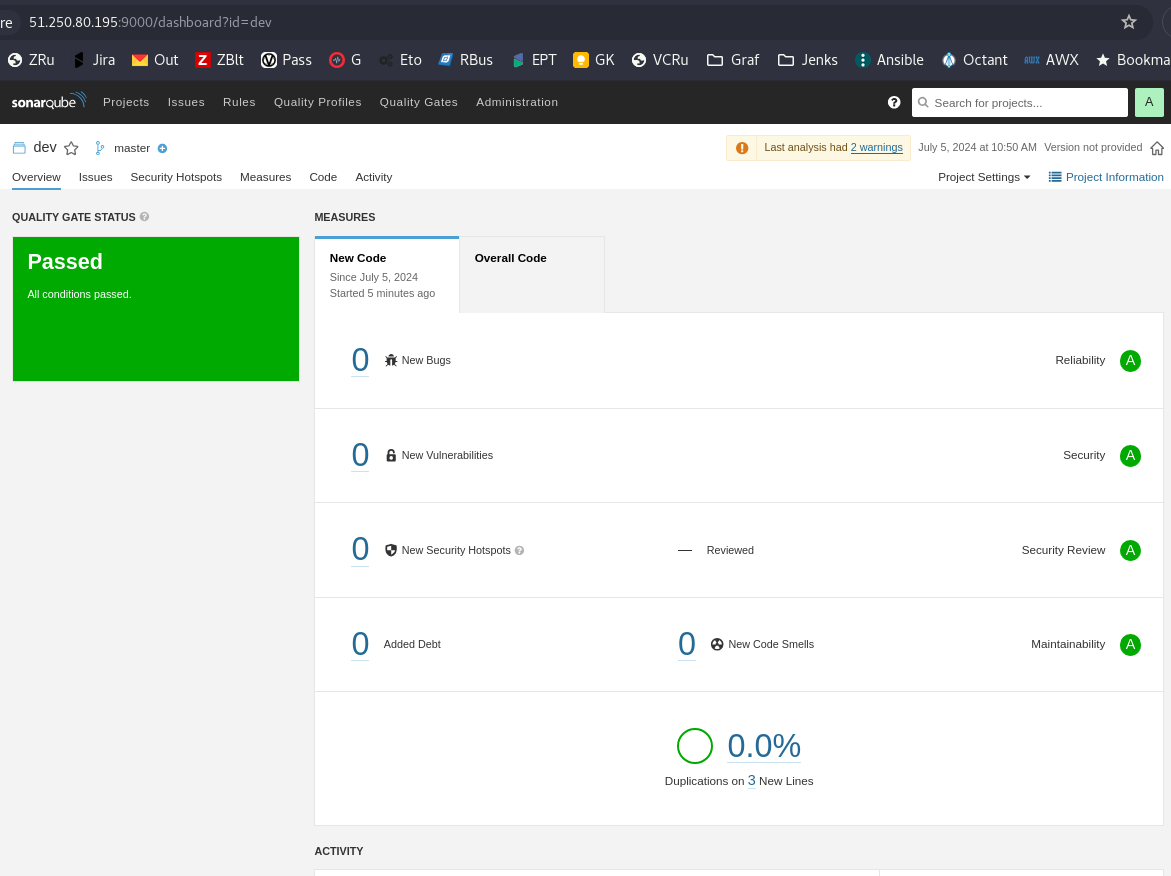 re 51.250.80.195:9000/dashboard?id=dev
ZRu Jira Out ZBlt Pass G Eto RBus EPT GK VCRu Graf Jenks Ansible Octant AWX Bookma
sonarqube Projects Issues Rules Quality Profiles Quality Gates Administration Search for projects... A
dev master Last analysis had 2 warnings July 5, 2024 at 10:50 AM Version not provided
Overview Issues Security Hotspots Measures Code Activity Project Settings Project Information
QUALITY GATE STATUS MEASURES
Passed
All conditions passed.
New Code Overall Code
Since July 5, 2024
Started 5 minutes ago
0 New Bugs Reliability A
0 New Vulnerabilities Security A
0 New Security Hotspots — Reviewed Security Review A
0 Added Debt 0 New Code Smells Maintainability A
0.0%
Duplications on 3 New Lines
ACTIVITY